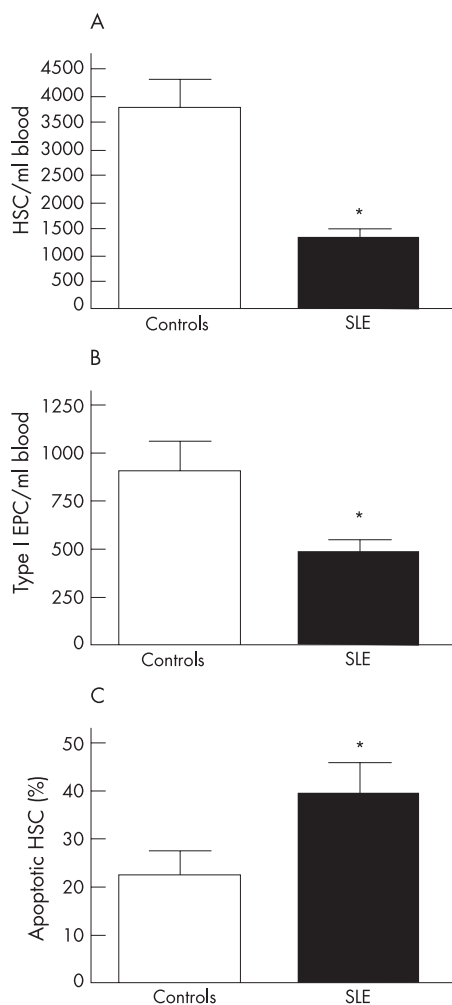 A
HSC/ml blood
4500
4000
3500
3000
2500
2000
1500
1000
500
0
*
Controls SLE
B
Type I EPC/ml blood
1250
1000
750
500
250
0
*
Controls SLE
C
Apoptotic HSC (%)
50
40
30
20
10
0
*
Controls SLE